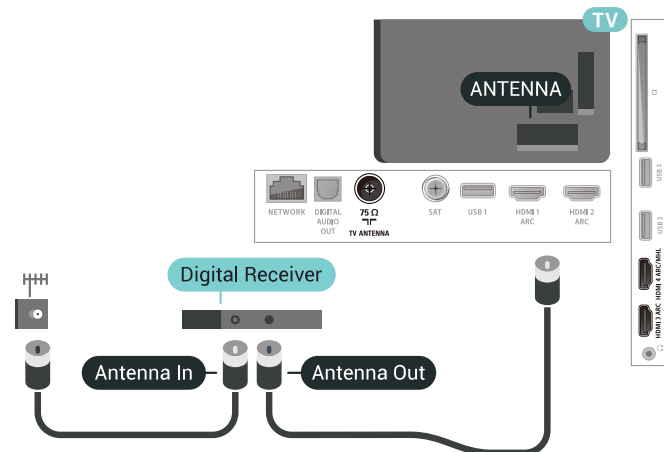 TV
ANTENNA
CI
NETWORK
DIGITAL
AUDIO
OUT
75 Ω
TV ANTENNA
SAT
USB 1
HDMI 1
ARC
HDMI 2
ARC
USB 3
USB 2
HDMI 4 ARC/MHL
HDMI 3 ARC
Digital Receiver
Antenna In
Antenna Out